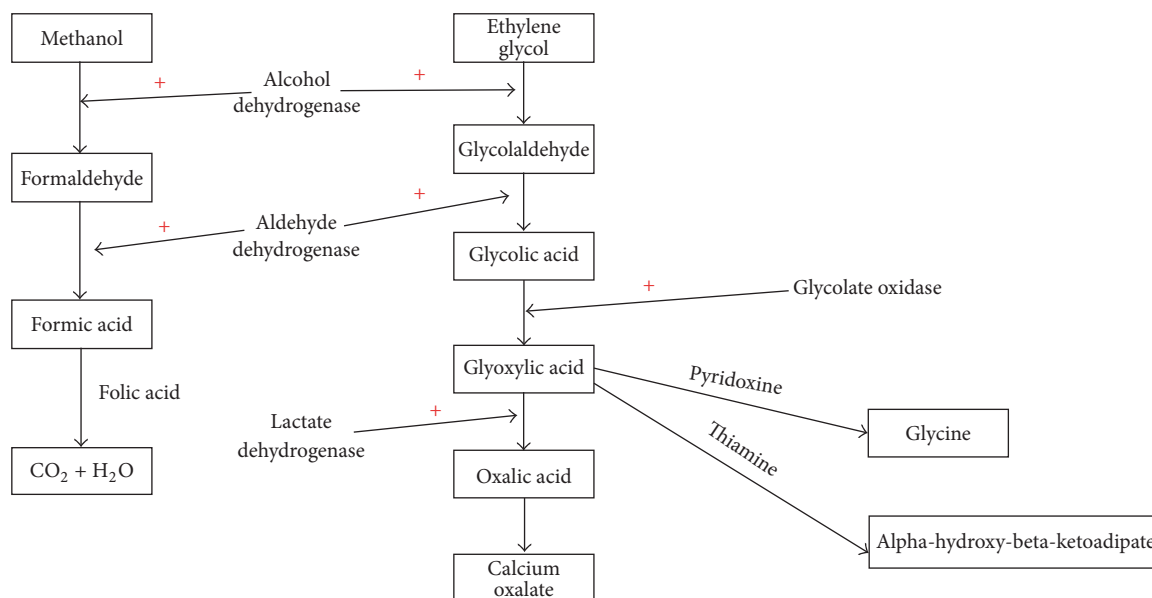 Methanol
Ethylene
glycol
+
Alcohol
dehydrogenase
+
Formaldehyde
Glycolaldehyde
+
Aldehyde
dehydrogenase
+
Glycolic acid
+
Glycolate oxidase
Formic acid
Glyoxylic acid
Folic acid
Pyridoxine
Lactate
dehydrogenase
+
Thiamine
Glycine
CO₂ + H₂O
Oxalic acid
Alpha-hydroxy-beta-ketoadipate
Calcium
oxalate